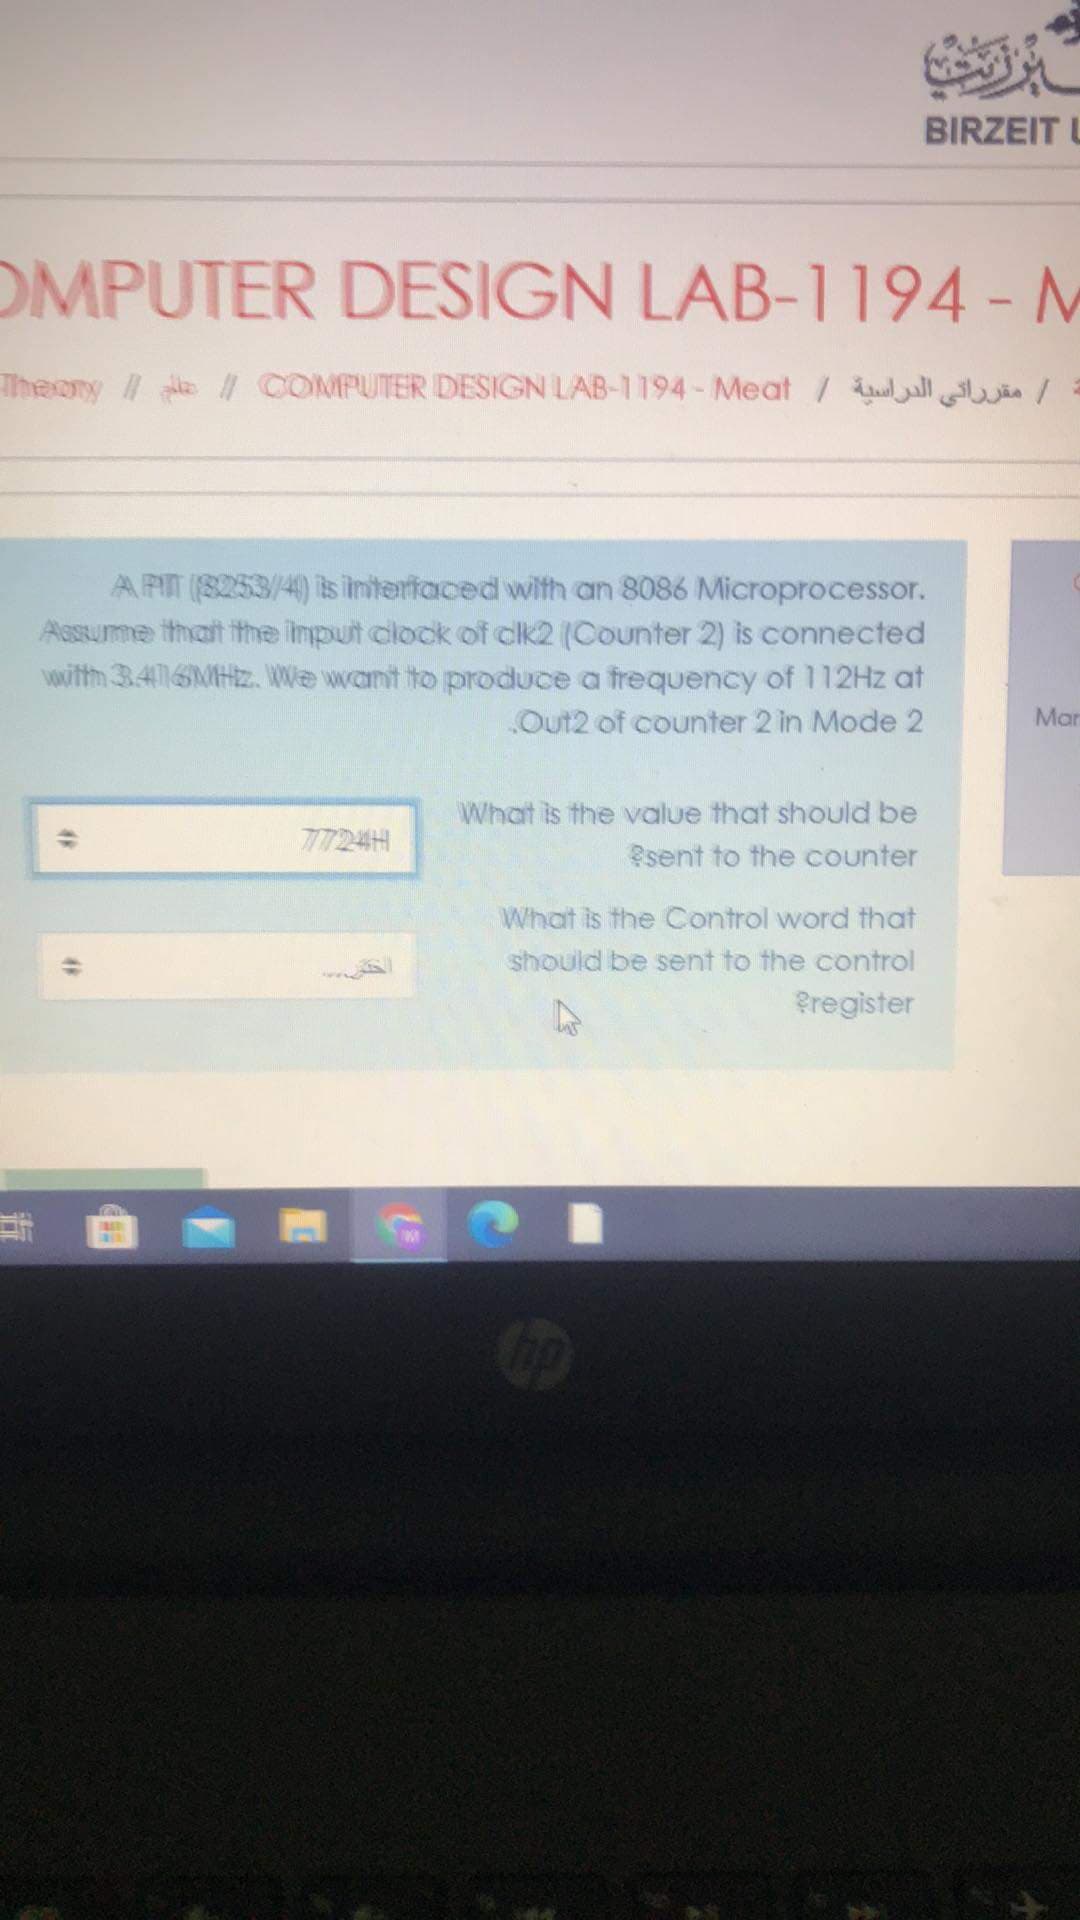 بيرزيت
BIRZEIT U
OMPUTER DESIGN LAB-1194 - M
Theory // علم // COMPUTER DESIGN LAB-1194 - Meat / مقرراتي الدراسية /
A PIT (8253/4) is interfaced with an 8086 Microprocessor.
Assume that the input clock of clk2 (Counter 2) is connected
with 3.416MHz. We want to produce a frequency of 112Hz at
.Out2 of counter 2 in Mode 2
Mar
What is the value that should be
?sent to the counter
7724H
What is the Control word that
should be sent to the control
?register
اختر...
hp